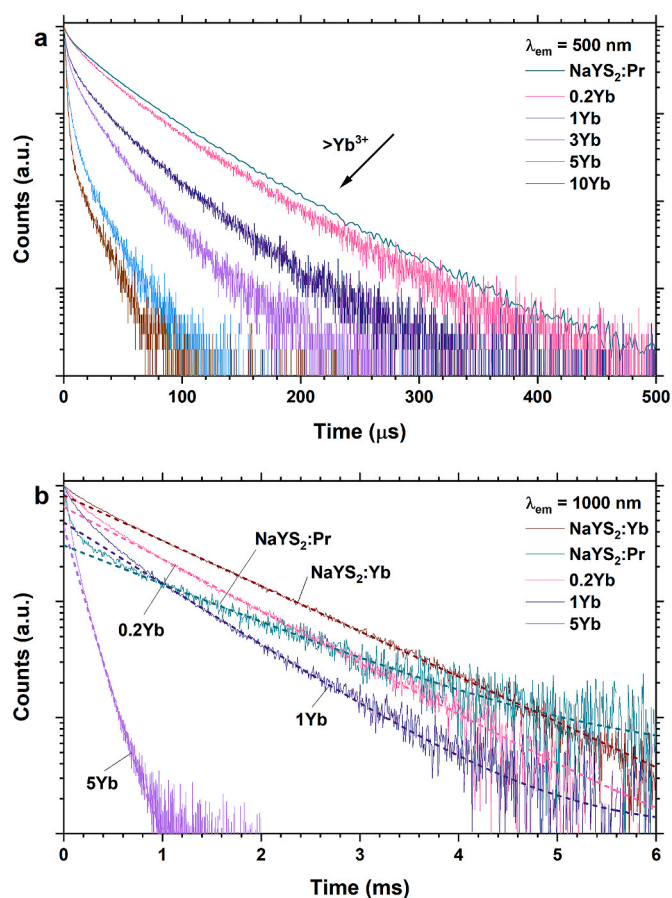 a
λem = 500 nm
NaYS2:Pr
0.2Yb
1Yb
3Yb
5Yb
10Yb
>Yb3+
Counts (a.u.)
0 100 200 300 400 500
Time (μs)
b
λem = 1000 nm
NaYS2:Yb
NaYS2:Pr
0.2Yb
1Yb
5Yb
NaYS2:Pr
NaYS2:Yb
0.2Yb
1Yb
5Yb
Counts (a.u.)
0 1 2 3 4 5 6
Time (ms)